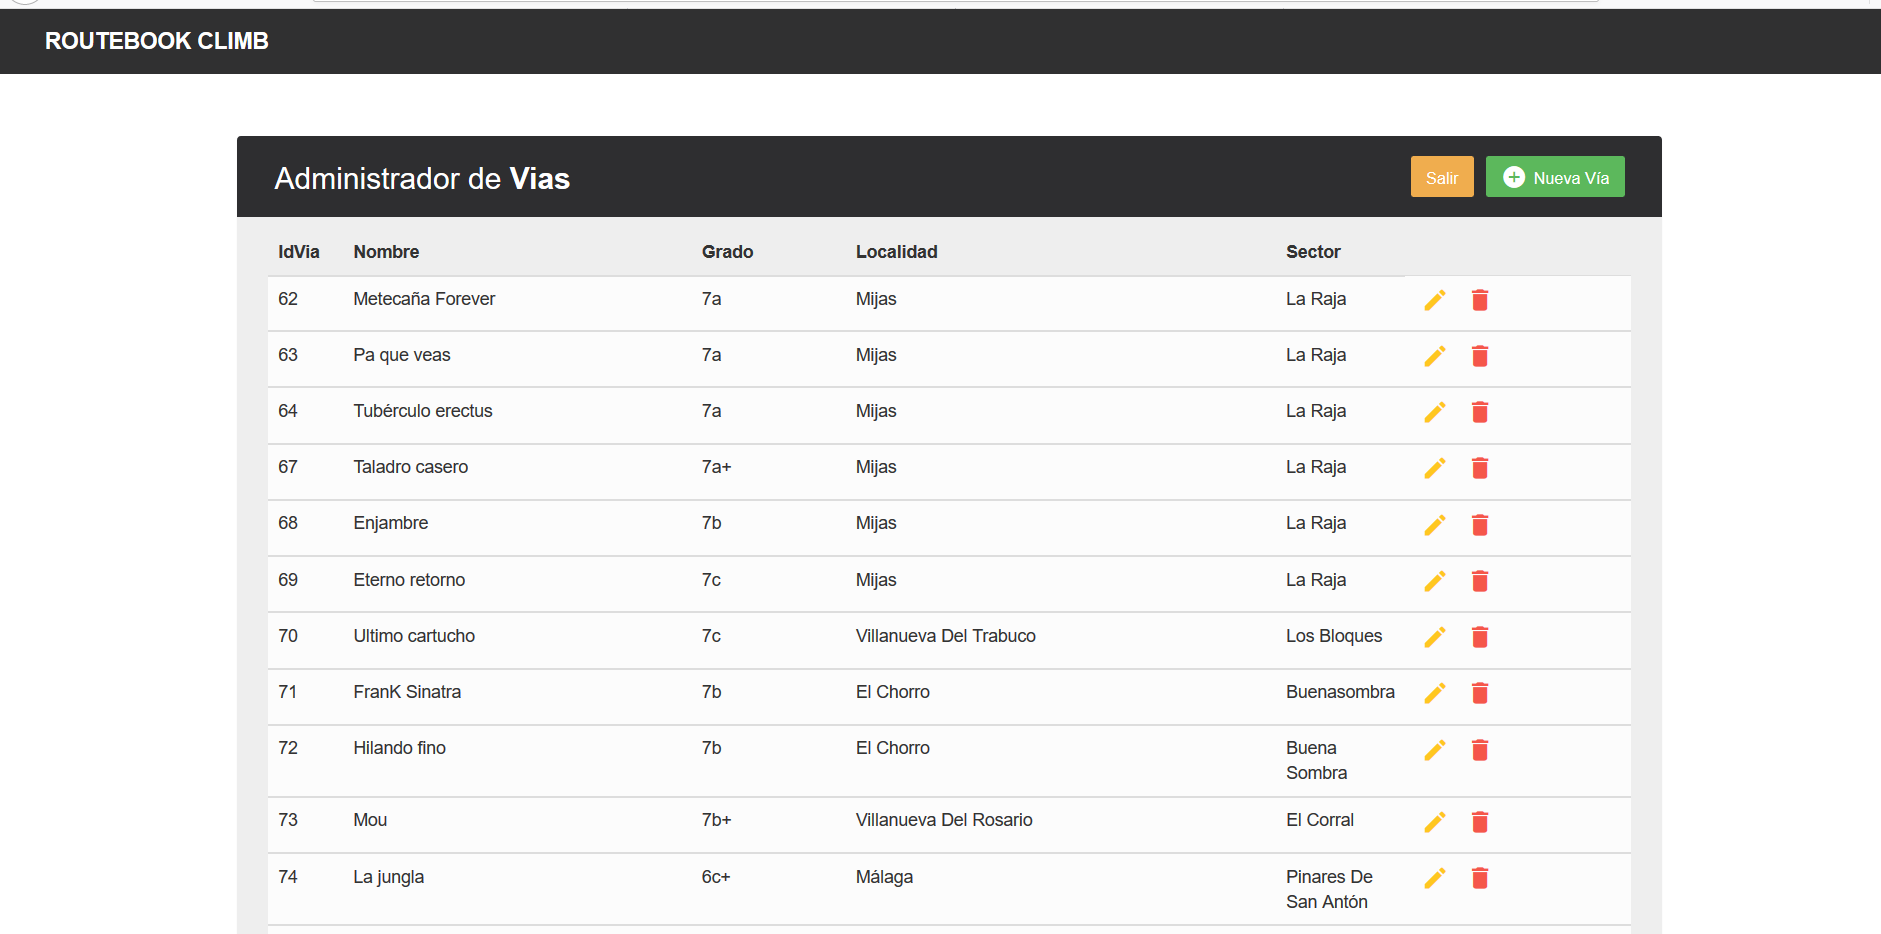 ROUTEBOOK CLIMB
Administrador de Vias
Salir
Nueva Vía
IdVia Nombre Grado Localidad Sector
62 Metecaña Forever 7a Mijas La Raja
63 Pa que veas 7a Mijas La Raja
64 Tubérculo erectus 7a Mijas La Raja
67 Taladro casero 7a+ Mijas La Raja
68 Enjambre 7b Mijas La Raja
69 Eterno retorno 7c Mijas La Raja
70 Ultimo cartucho 7c Villanueva Del Trabuco Los Bloques
71 FranK Sinatra 7b El Chorro Buenasombra
72 Hilando fino 7b El Chorro Buena
Sombra
73 Mou 7b+ Villanueva Del Rosario El Corral
74 La jungla 6c+ Málaga Pinares De
San Antón